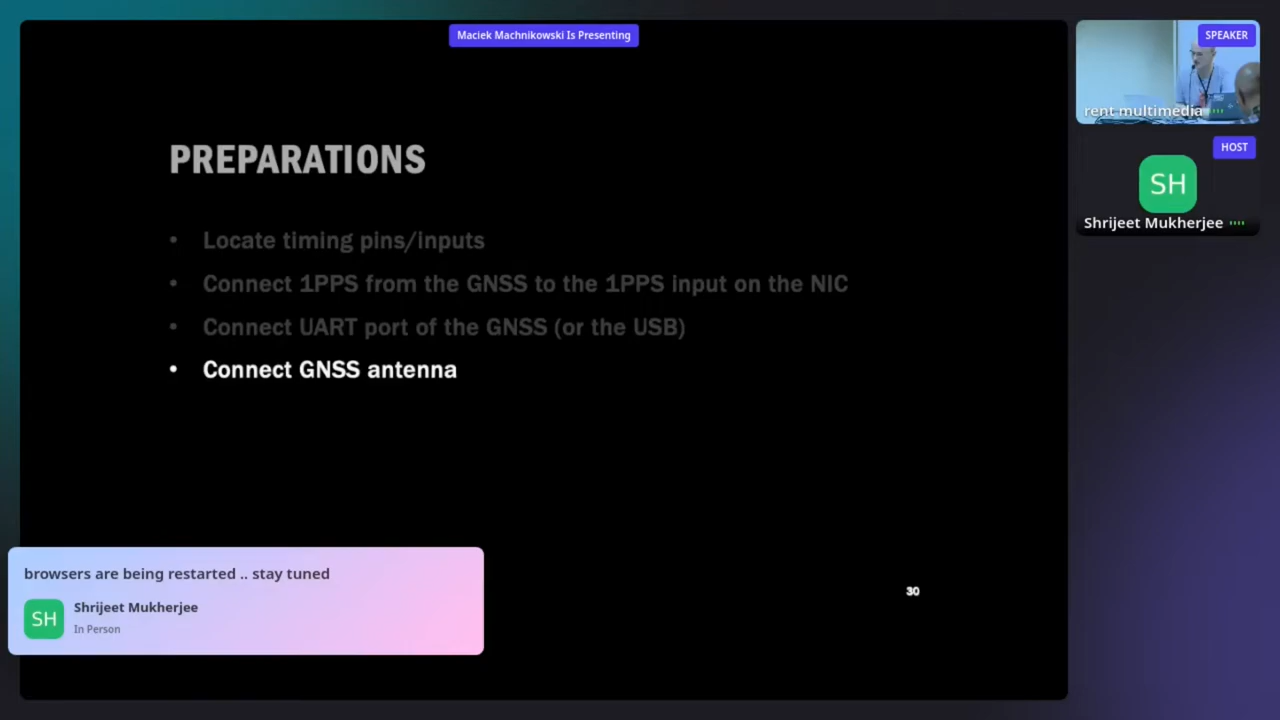 Maciek Machnikowski Is Presenting
PREPARATIONS
• Locate timing pins/inputs
• Connect 1PPS from the GNSS to the 1PPS input on the NIC
• Connect UART port of the GNSS (or the USB)
• Connect GNSS antenna
30
browsers are being restarted .. stay tuned
SH
Shrijeet Mukherjee
In Person
SPEAKER
rent multimedia
HOST
SH
Shrijeet Mukherjee